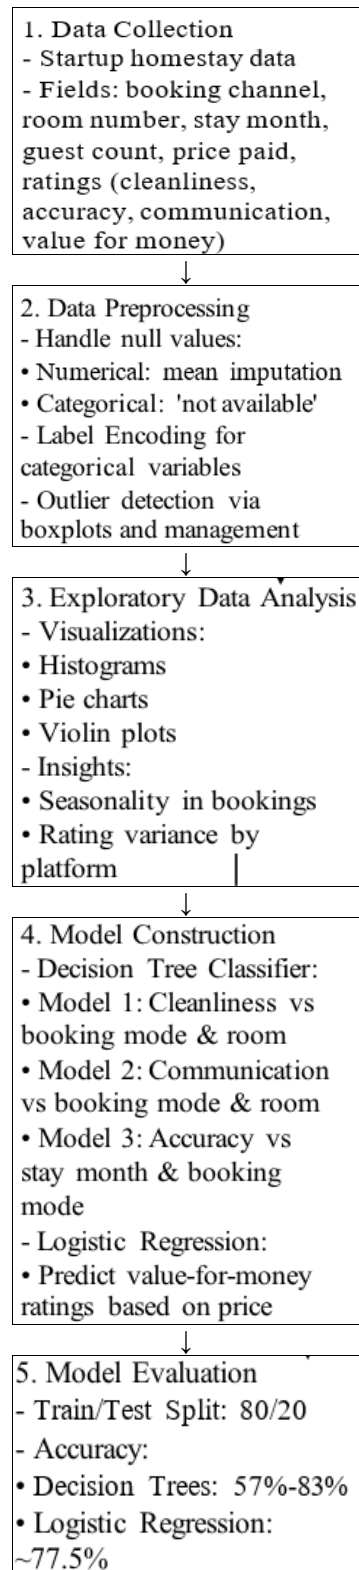 1. Data Collection
- Startup homestay data
- Fields: booking channel,
room number, stay month,
guest count, price paid,
ratings (cleanliness,
accuracy, communication,
value for money)
↓
2. Data Preprocessing
- Handle null values:
• Numerical: mean imputation
• Categorical: 'not available'
- Label Encoding for
categorical variables
- Outlier detection via
boxplots and management
↓
3. Exploratory Data Analysis
- Visualizations:
• Histograms
• Pie charts
• Violin plots
- Insights:
• Seasonality in bookings
• Rating variance by
platform
↓
4. Model Construction
- Decision Tree Classifier:
• Model 1: Cleanliness vs
booking mode & room
• Model 2: Communication
vs booking mode & room
• Model 3: Accuracy vs
stay month & booking
mode
- Logistic Regression:
• Predict value-for-money
ratings based on price
↓
5. Model Evaluation
- Train/Test Split: 80/20
- Accuracy:
• Decision Trees: 57%-83%
• Logistic Regression:
~77.5%